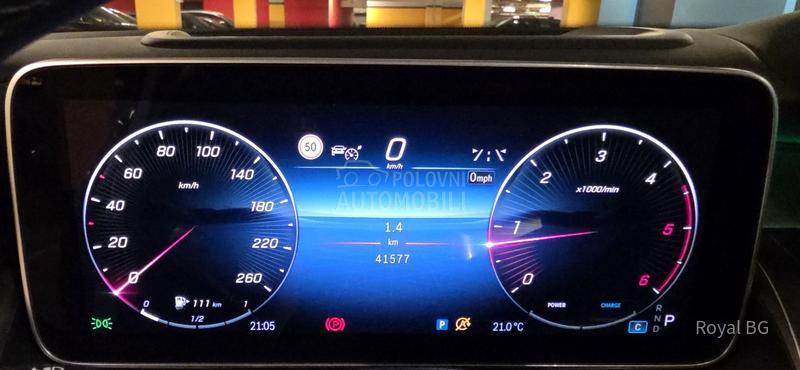 50
0
km/h
0mph
POLOVNI
AUTOMOBILI
1.4
km
41577
0 20 40 60 80 100 120 140 180 220 260
km/h
111 km
0 1/2 1
21:05
P
P
A
21.0 °C
0 1 2 3 4 5 6
x1000/min
POWER CHARGE
C
R
N
D
P
Royal BG